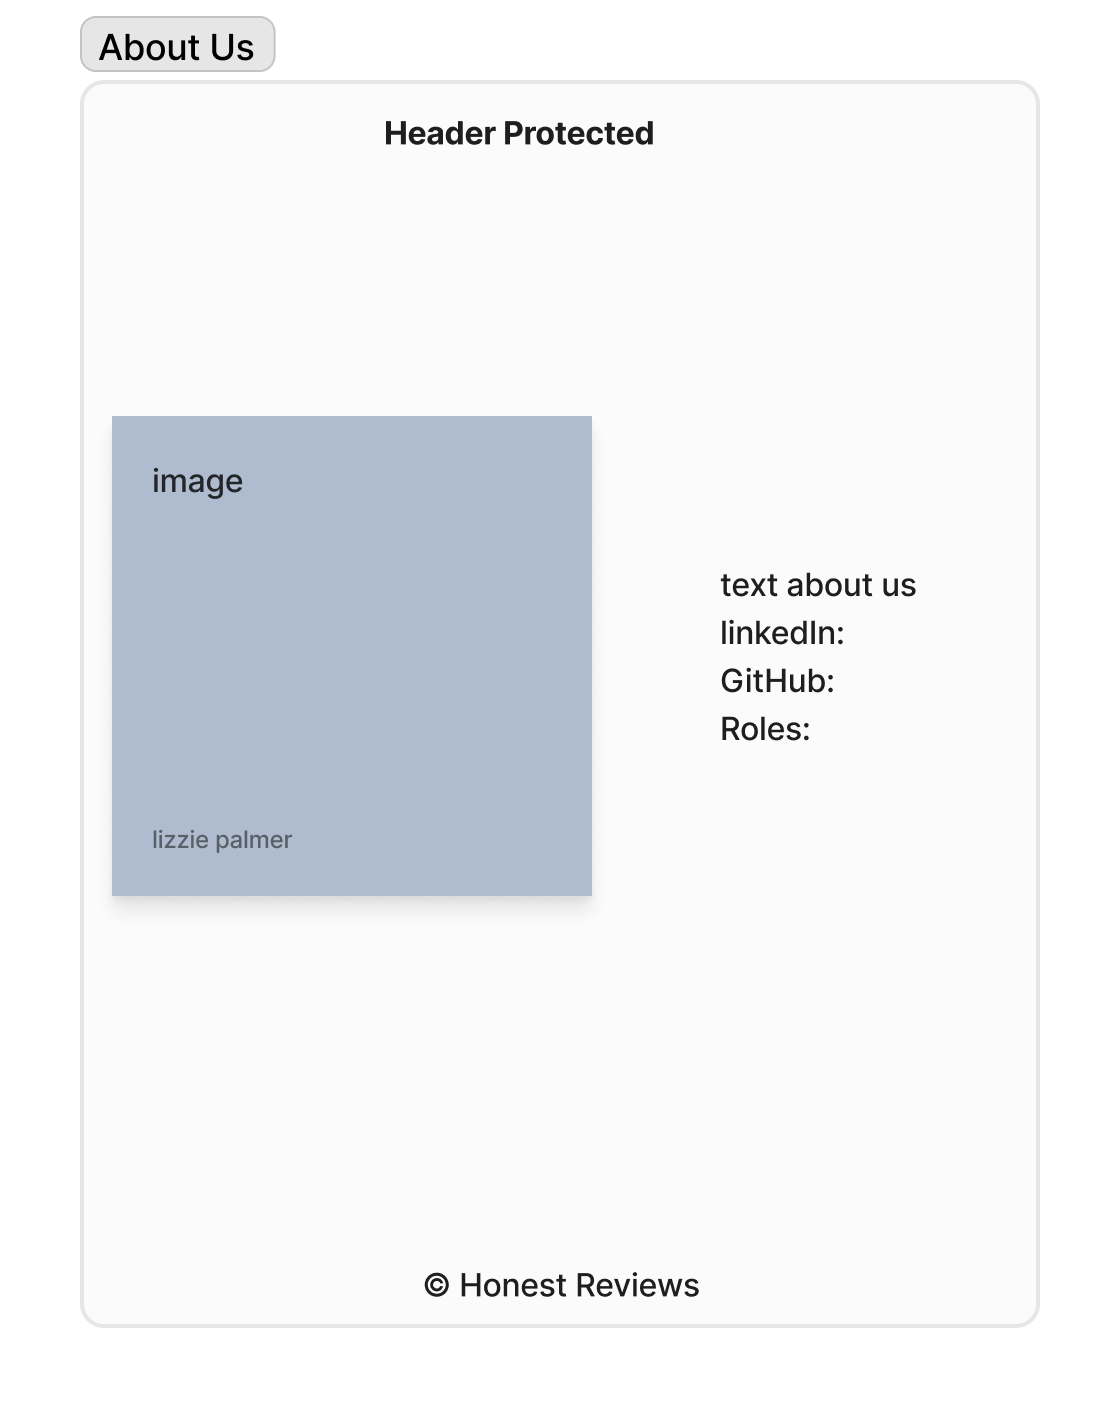 About Us
Header Protected
image
text about us
linkedIn:
GitHub:
Roles:
lizzie palmer
© Honest Reviews